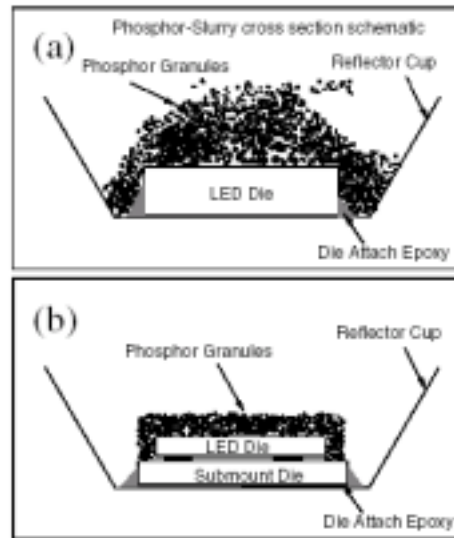 (a)
Phosphor-Slurry cross section schematic
Phosphor Granules
Reflector Cup
LED Die
Die Attach Epoxy
(b)
Phosphor Granules
Reflector Cup
LED Die
Submount Die
Die Attach Epoxy